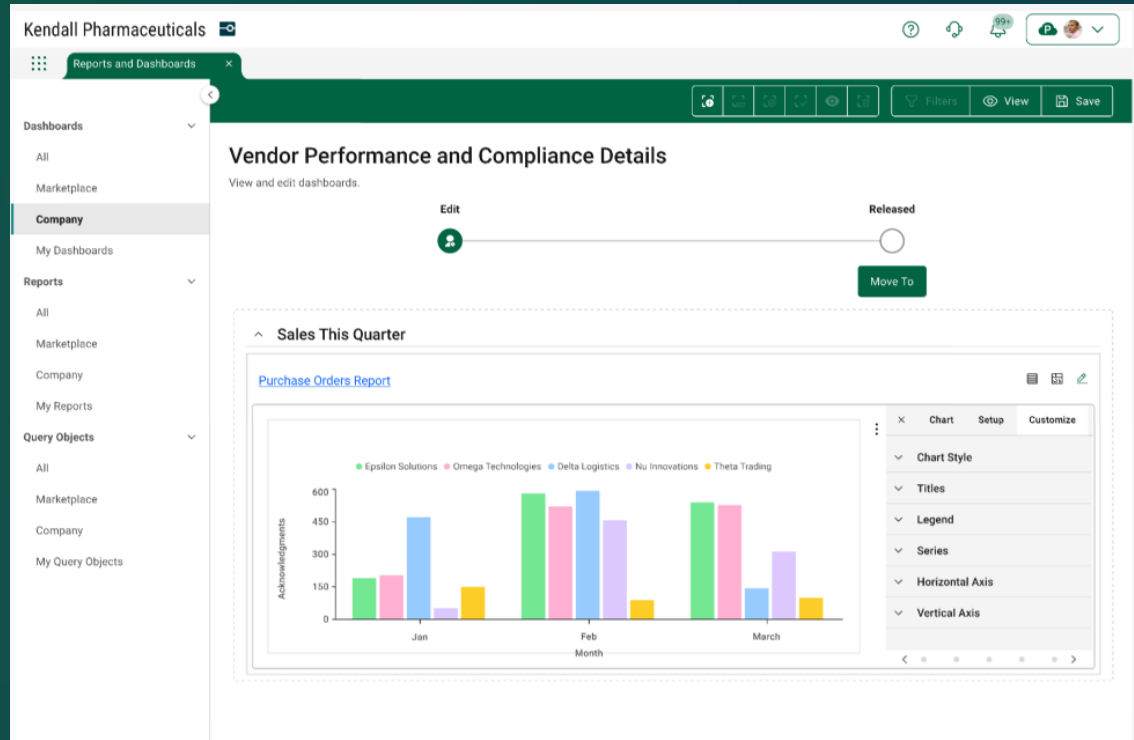 Kendall Pharmaceuticals
99+
P
Reports and Dashboards
Filters
View
Save
Dashboards
All
Marketplace
Company
My Dashboards
Reports
All
Marketplace
Company
My Reports
Query Objects
All
Marketplace
Company
My Query Objects
Vendor Performance and Compliance Details
View and edit dashboards.
Edit
Released
Move To
Sales This Quarter
Purchase Orders Report
Epsilon Solutions Omega Technologies Delta Logistics Nu Innovations Theta Trading
600
450
300
150
0
Acknowledgments
Jan Feb March
Month
Chart Setup Customize
Chart Style
Titles
Legend
Series
Horizontal Axis
Vertical Axis